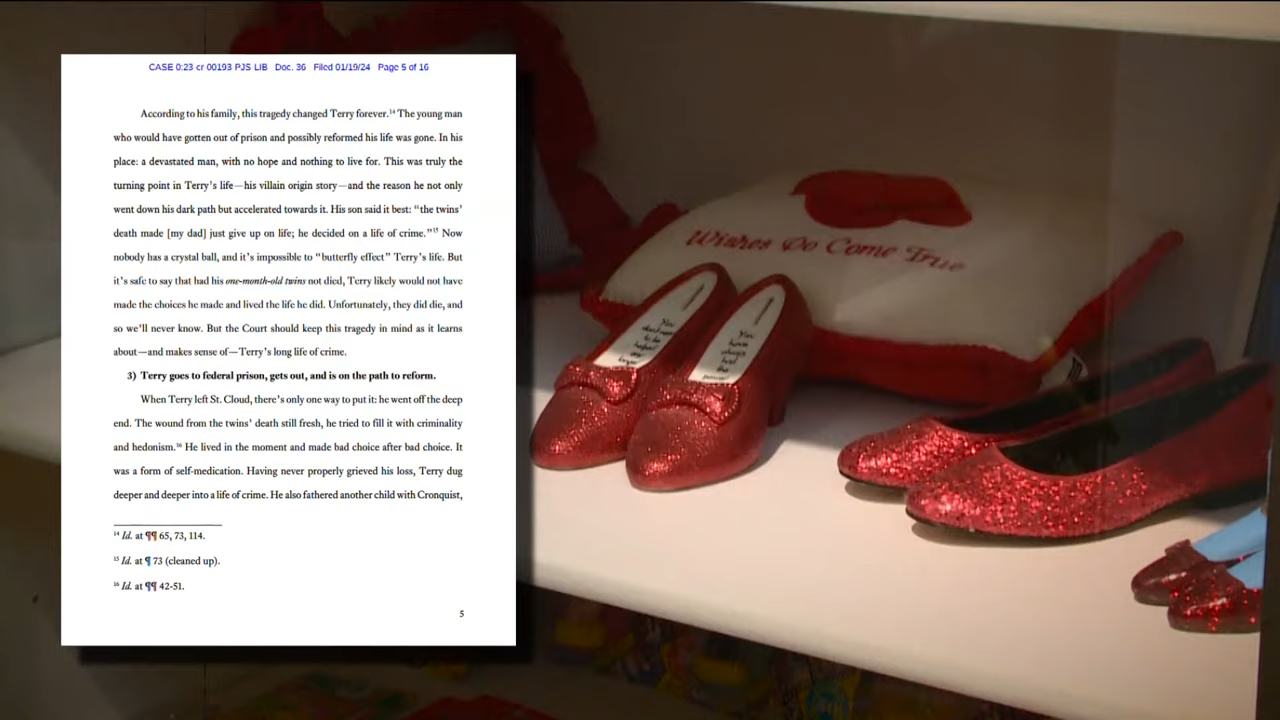 CASE 0:23 cr 00193 PJS LIB Doc. 36 Filed 01/19/24 Page 5 of 16
According to his family, this tragedy changed Terry forever.¹⁴ The young man
who would have gotten out of prison and possibly reformed his life was gone. In his
place: a devastated man, with no hope and nothing to live for. This was truly the
turning point in Terry's life—his villain origin story—and the reason he not only
went down his dark path but accelerated towards it. His son said it best: "the twins'
death made [my dad] just give up on life; he decided on a life of crime."¹⁵ Now
nobody has a crystal ball, and it's impossible to "butterfly effect" Terry's life. But
it's safe to say that had his one-month-old twins not died, Terry likely would not have
made the choices he made and lived the life he did. Unfortunately, they did die, and
so we'll never know. But the Court should keep this tragedy in mind as it learns
about—and makes sense of—Terry's long life of crime.
3) Terry goes to federal prison, gets out, and is on the path to reform.
When Terry left St. Cloud, there's only one way to put it: he went off the deep
end. The wound from the twins' death still fresh, he tried to fill it with criminality
and hedonism.¹⁶ He lived in the moment and made bad choice after bad choice. It
was a form of self-medication. Having never properly grieved his loss, Terry dug
deeper and deeper into a life of crime. He also fathered another child with Cronquist,
¹⁴ Id. at ¶¶ 65, 73, 114.
¹⁵ Id. at ¶ 73 (cleaned up).
¹⁶ Id. at ¶¶ 42-51.
5
Wishes Do Come True
You
You
have